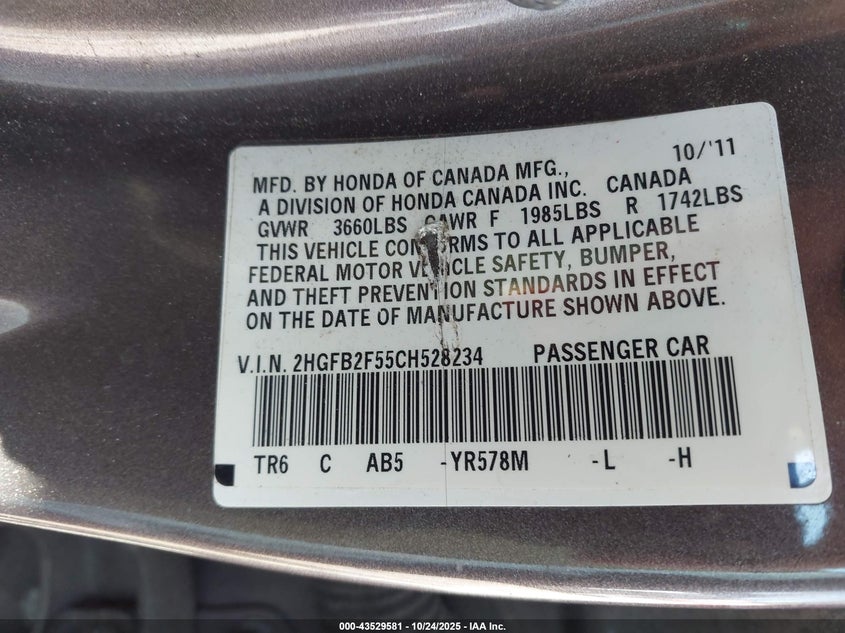 10/'11
MFD. BY HONDA OF CANADA MFG.,
A DIVISION OF HONDA CANADA INC. CANADA
GVWR 3660LBS GAWR F 1985LBS R 1742LBS
THIS VEHICLE CONFORMS TO ALL APPLICABLE
FEDERAL MOTOR VEHICLE SAFETY, BUMPER,
AND THEFT PREVENTION STANDARDS IN EFFECT
ON THE DATE OF MANUFACTURE SHOWN ABOVE.
V.I.N. 2HGFB2F55CH528234 PASSENGER CAR
TR6 C AB5 -YR578M -L -H
000-43529581 | 10/24/2025 - IAA Inc.